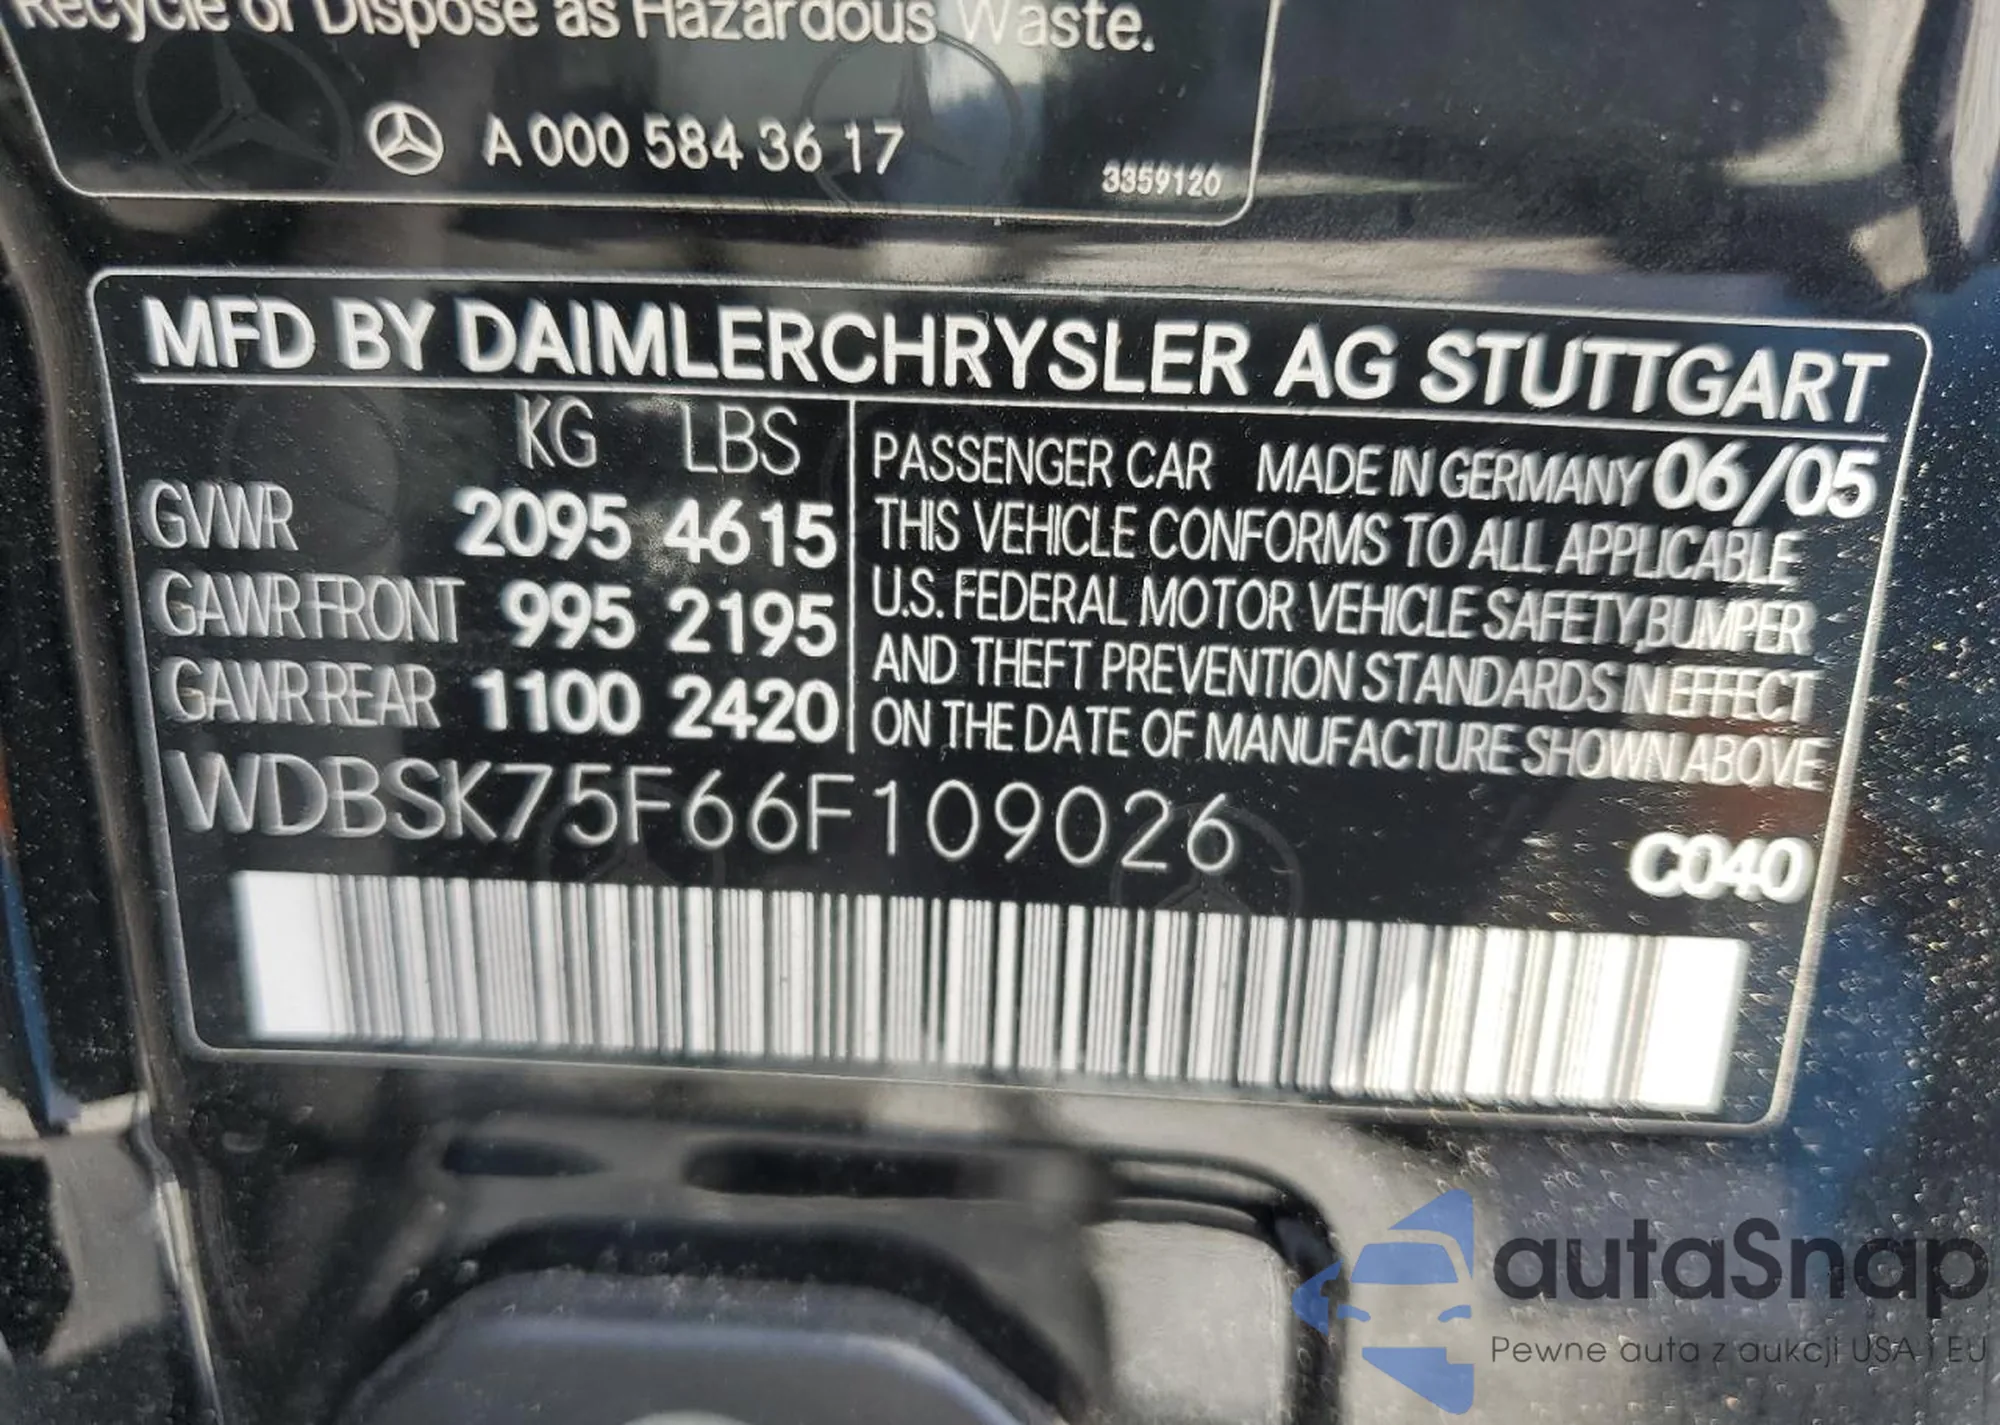 Recycle or Dispose as Hazardous Waste.
A 000 584 36 17
3359120
MFD BY DAIMLERCHRYSLER AG STUTTGART
KG LBS
GVWR 2095 4615
GAWR FRONT 995 2195
GAWR REAR 1100 2420
PASSENGER CAR MADE IN GERMANY 06/05
THIS VEHICLE CONFORMS TO ALL APPLICABLE
U.S. FEDERAL MOTOR VEHICLE SAFETY,BUMPER
AND THEFT PREVENTION STANDARDS IN EFFECT
ON THE DATE OF MANUFACTURE SHOWN ABOVE
WDBSK75F66F109026
C040
autaSnap
Pewne auta z aukcji USA i EU